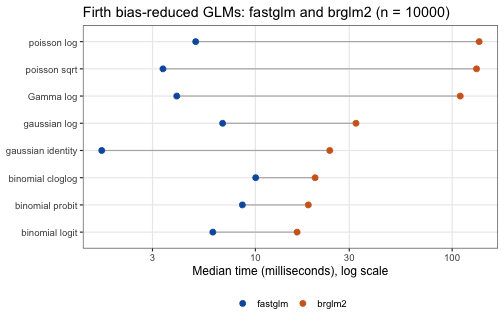 Firth bias-reduced GLMs: fastglm and brglm2 (n = 10000)
poisson log
poisson sqrt
Gamma log
gaussian log
gaussian identity
binomial cloglog
binomial probit
binomial logit
3 10 30 100
Median time (milliseconds), log scale
fastglm brglm2